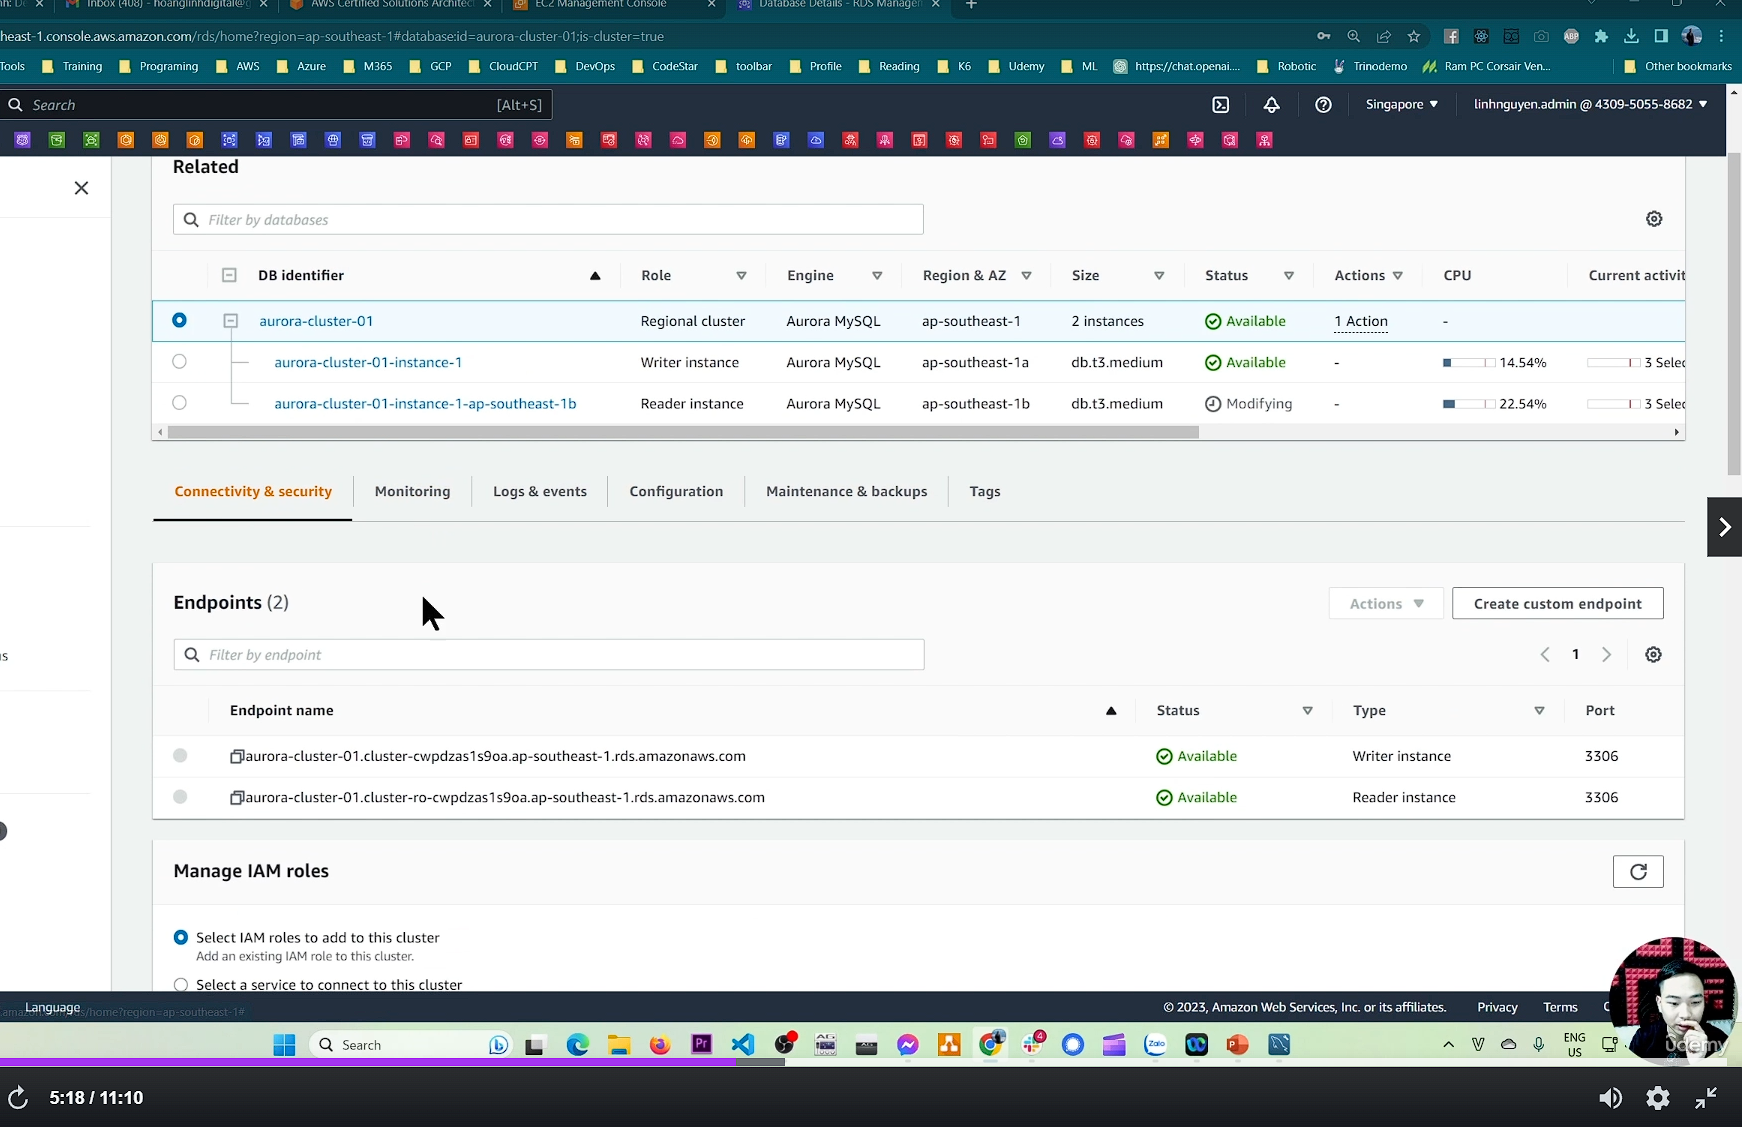 Inbox (408) - hoanglinhdigital@g
AWS Certified Solutions Architect
EC2 Management Console
Database Details - RDS Managem
heast-1.console.aws.amazon.com/rds/home?region=ap-southeast-1#database:id=aurora-cluster-01;is-cluster=true
Tools Training Programing AWS Azure M365 GCP CloudCPT DevOps CodeStar toolbar Profile Reading K6 Udemy ML https://chat.openai.... Robotic Trinodemo Ram PC Corsair Ven... Other bookmarks
Search [Alt+S] Singapore linhnguyen.admin @ 4309-5055-8682
Related
Filter by databases
DB identifier Role Engine Region & AZ Size Status Actions CPU Current activit
aurora-cluster-01 Regional cluster Aurora MySQL ap-southeast-1 2 instances Available 1 Action -
aurora-cluster-01-instance-1 Writer instance Aurora MySQL ap-southeast-1a db.t3.medium Available - 14.54% 3 Selec
aurora-cluster-01-instance-1-ap-southeast-1b Reader instance Aurora MySQL ap-southeast-1b db.t3.medium Modifying - 22.54% 3 Selec
Connectivity & security Monitoring Logs & events Configuration Maintenance & backups Tags
Endpoints (2) Actions Create custom endpoint
Filter by endpoint 1
Endpoint name Status Type Port
aurora-cluster-01.cluster-cwpdzas1s9oa.ap-southeast-1.rds.amazonaws.com Available Writer instance 3306
aurora-cluster-01.cluster-ro-cwpdzas1s9oa.ap-southeast-1.rds.amazonaws.com Available Reader instance 3306
Manage IAM roles
Select IAM roles to add to this cluster
Add an existing IAM role to this cluster.
Select a service to connect to this cluster
Language © 2023, Amazon Web Services, Inc. or its affiliates. Privacy Terms
Search ENG
US
udemy
5:18 / 11:10